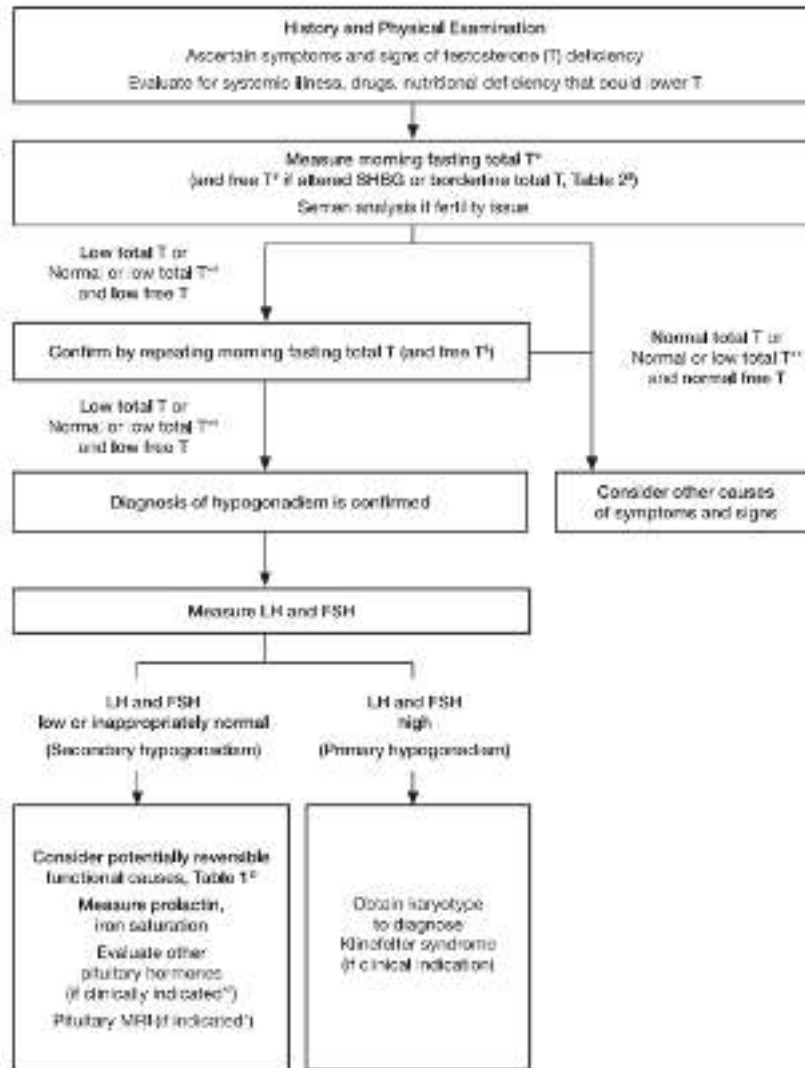 History and Physical Examination
Ascertain symptoms and signs of testosterone (T) deficiency
Evaluate for systemic illness, drugs, nutritional deficiency that could lower T
Measure morning fasting total T
(and free T if altered SHBG or borderline total T, Table 2)
Semen analysis if fertility issue
Low total T or
Normal or low total T
and low free T
Confirm by repeating morning fasting total T (and free T)
Normal total T or
Normal or low total T
and normal free T
Low total T or
Normal or low total T
and low free T
Diagnosis of hypogonadism is confirmed
Consider other causes
of symptoms and signs
Measure LH and FSH
LH and FSH
low or inappropriately normal
(Secondary hypogonadism)
LH and FSH
high
(Primary hypogonadism)
Consider potentially reversible
functional causes, Table 1
Measure prolactin,
iron saturation
Evaluate other
pituitary hormones
(if clinically indicated)
Pituitary MRI (if indicated)
Obtain karyotype
to diagnose
Klinefelter syndrome
(if clinical indication)